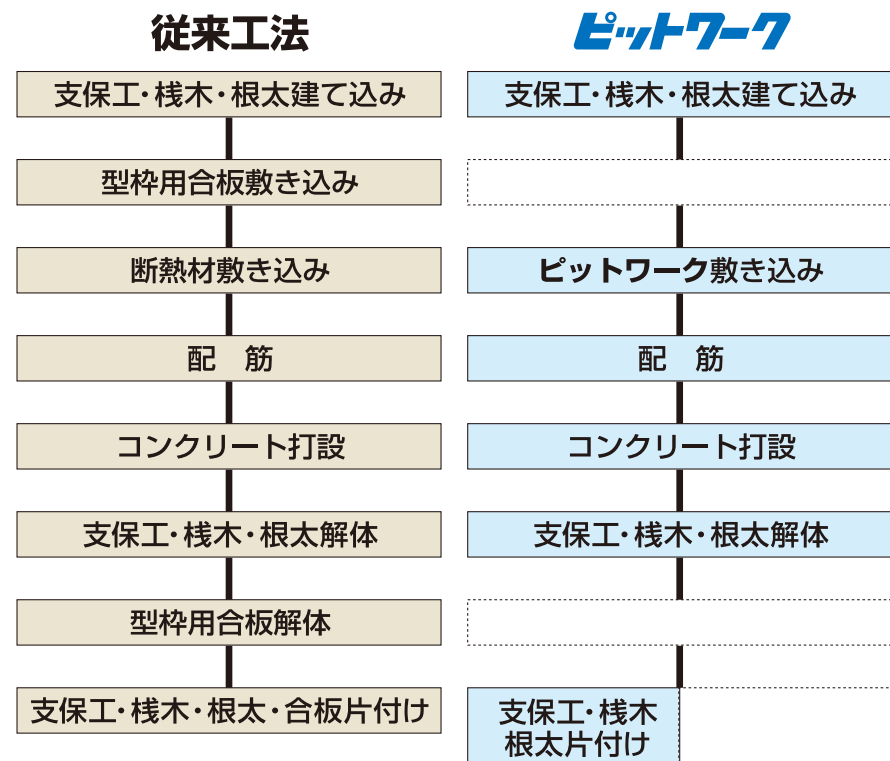 従来工法
支保工・桟木・根太建て込み
型枠用合板敷き込み
断熱材敷き込み
配　筋
コンクリート打設
支保工・桟木・根太解体
型枠用合板解体
支保工・桟木・根太・合板片付け
ピットワーク
支保工・桟木・根太建て込み
ピットワーク敷き込み
配　筋
コンクリート打設
支保工・桟木・根太解体
支保工・桟木
根太片付け